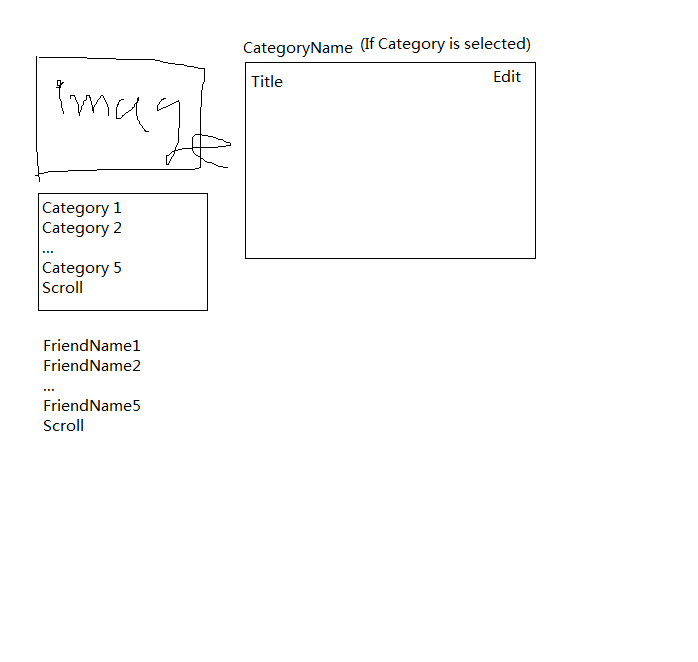 CategoryName (If Category is selected)
Title
Edit
image
Category 1
Category 2
...
Category 5
Scroll
FriendName1
FriendName2
...
FriendName5
Scroll